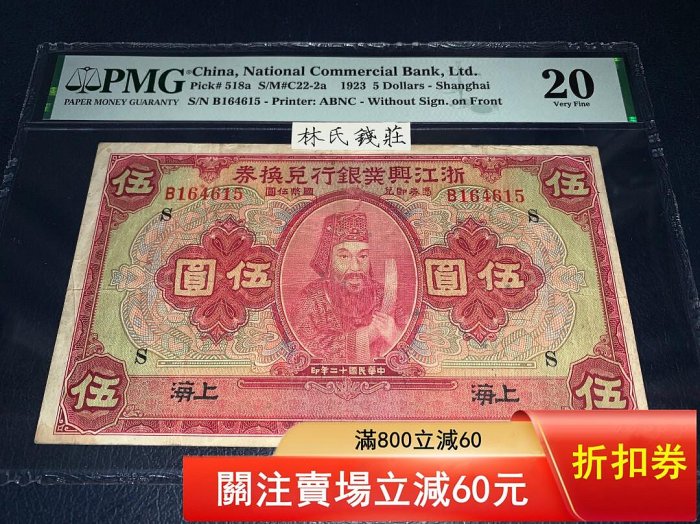 PMG
PAPER MONEY GUARANTY
China, National Commercial Bank, Ltd.
Pick# 518a S/M#C22-2a 1923 5 Dollars - Shanghai
S/N B164615 - Printer: ABNC - Without Sign. on Front
20
Very Fine
林氏錢莊
券換兌行銀業興江浙
伍
伍
B164615
圓伍幣國
兌即券憑
B164615
S
S
圓
伍
S
S
印年二十國民華中
伍
海上
海上
伍
滿800立減60
關注賣場立減60元
折扣券